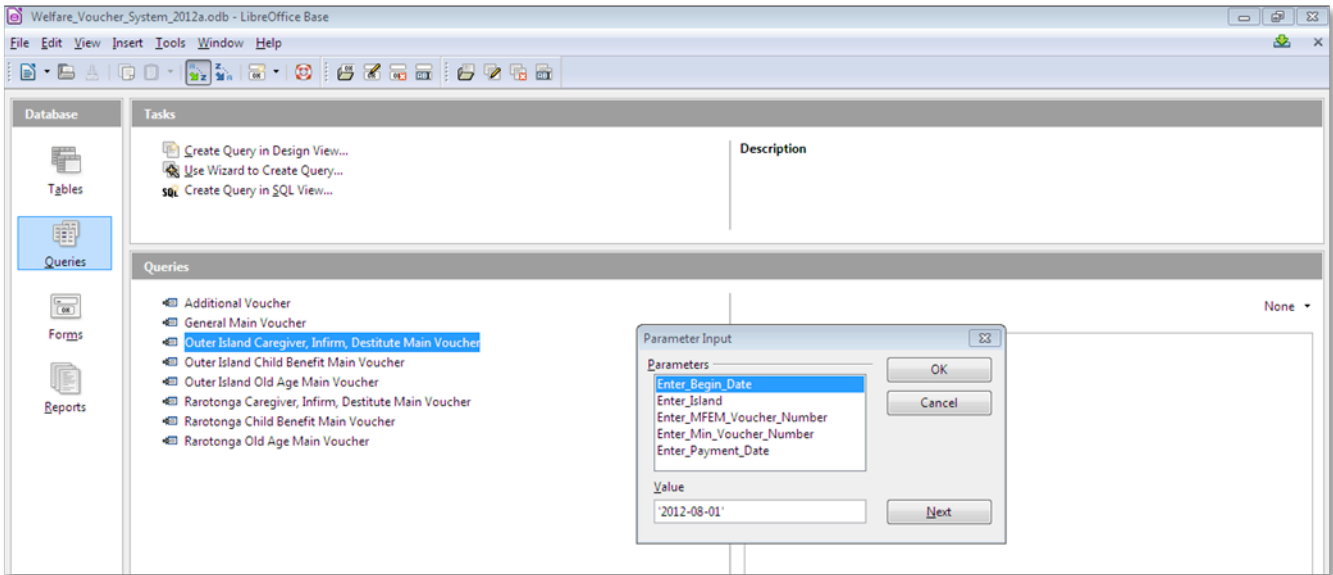 Welfare_Voucher_System_2012a.odb - LibreOffice Base
File Edit View Insert Tools Window Help
Database
Tables
Queries
Forms
Reports
Tasks
Create Query in Design View...
Use Wizard to Create Query...
SQL Create Query in SQL View...
Description
Queries
Additional Voucher
General Main Voucher
Outer Island Caregiver, Infirm, Destitute Main Voucher
Outer Island Child Benefit Main Voucher
Outer Island Old Age Main Voucher
Rarotonga Caregiver, Infirm, Destitute Main Voucher
Rarotonga Child Benefit Main Voucher
Rarotonga Old Age Main Voucher
None
Parameter Input
Parameters
Enter_Begin_Date
Enter_Island
Enter_MFEM_Voucher_Number
Enter_Min_Voucher_Number
Enter_Payment_Date
OK
Cancel
Value
'2012-08-01'
Next